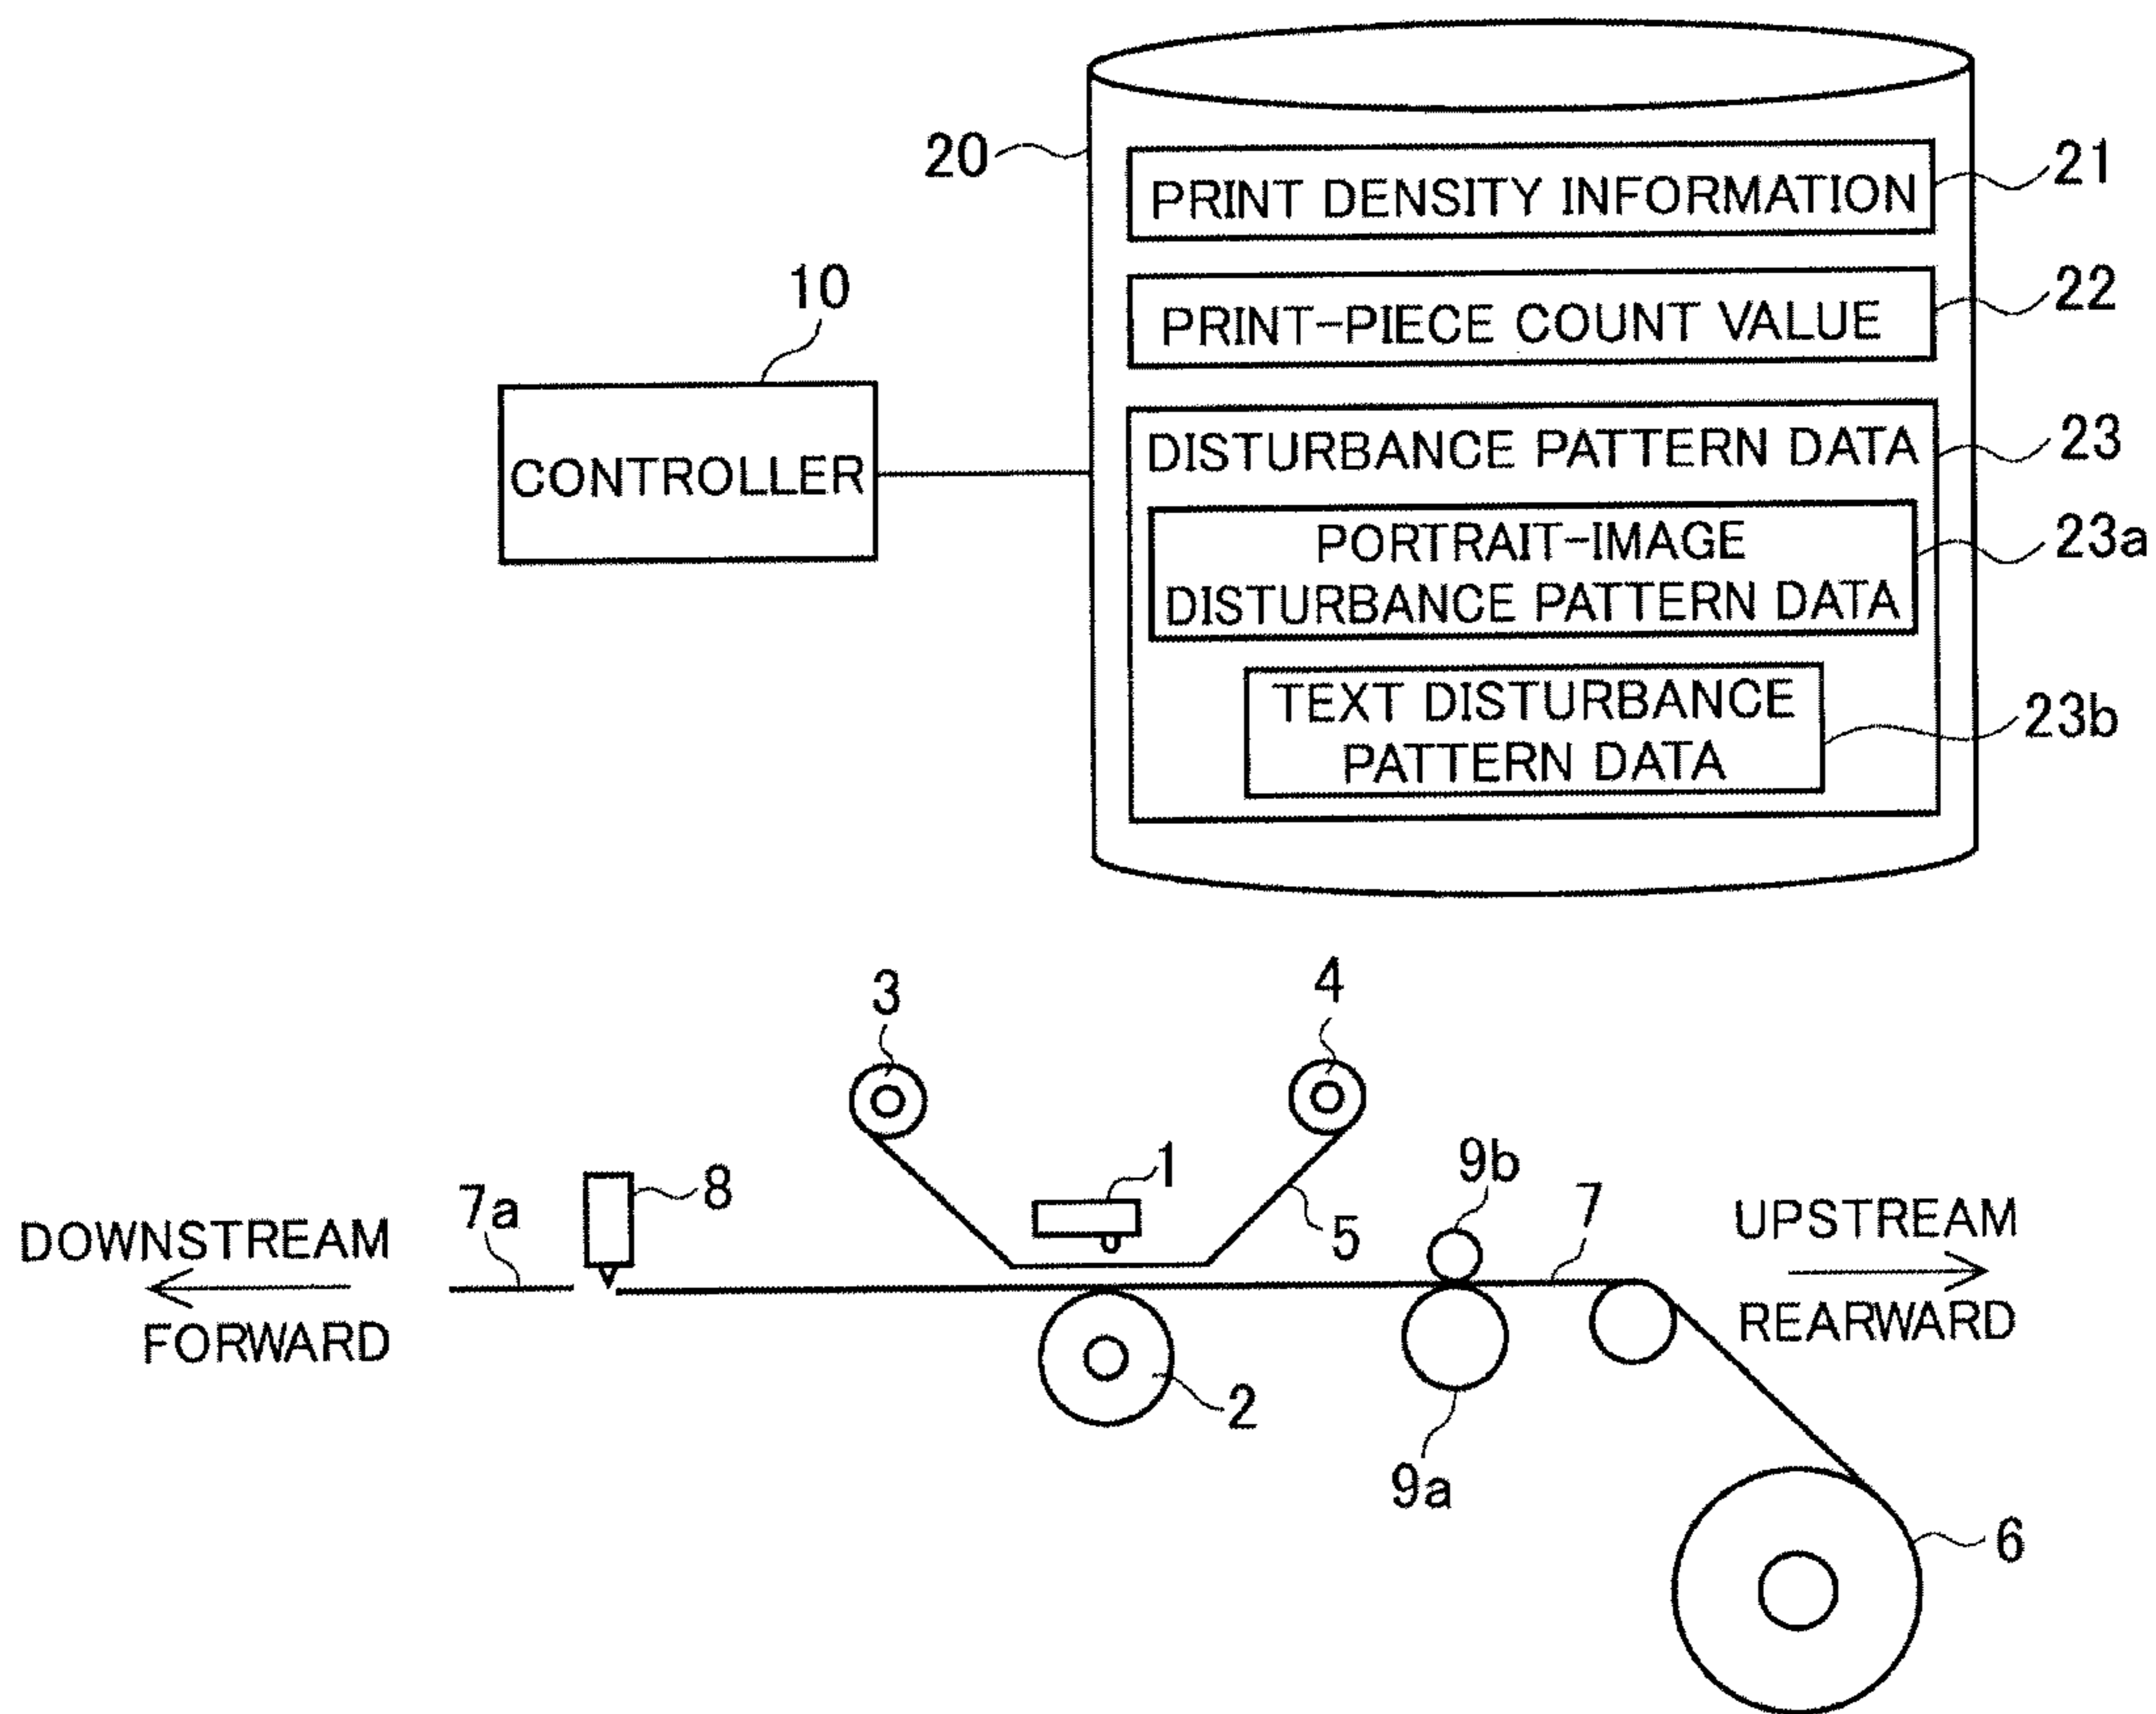 20
PRINT DENSITY INFORMATION
21
PRINT-PIECE COUNT VALUE
22
10
CONTROLLER
DISTURBANCE PATTERN DATA
23
PORTRAIT-IMAGE
DISTURBANCE PATTERN DATA
23a
TEXT DISTURBANCE
PATTERN DATA
23b
3
4
8
1
9b
7a
5
7
DOWNSTREAM
FORWARD
UPSTREAM
REARWARD
2
9a
6